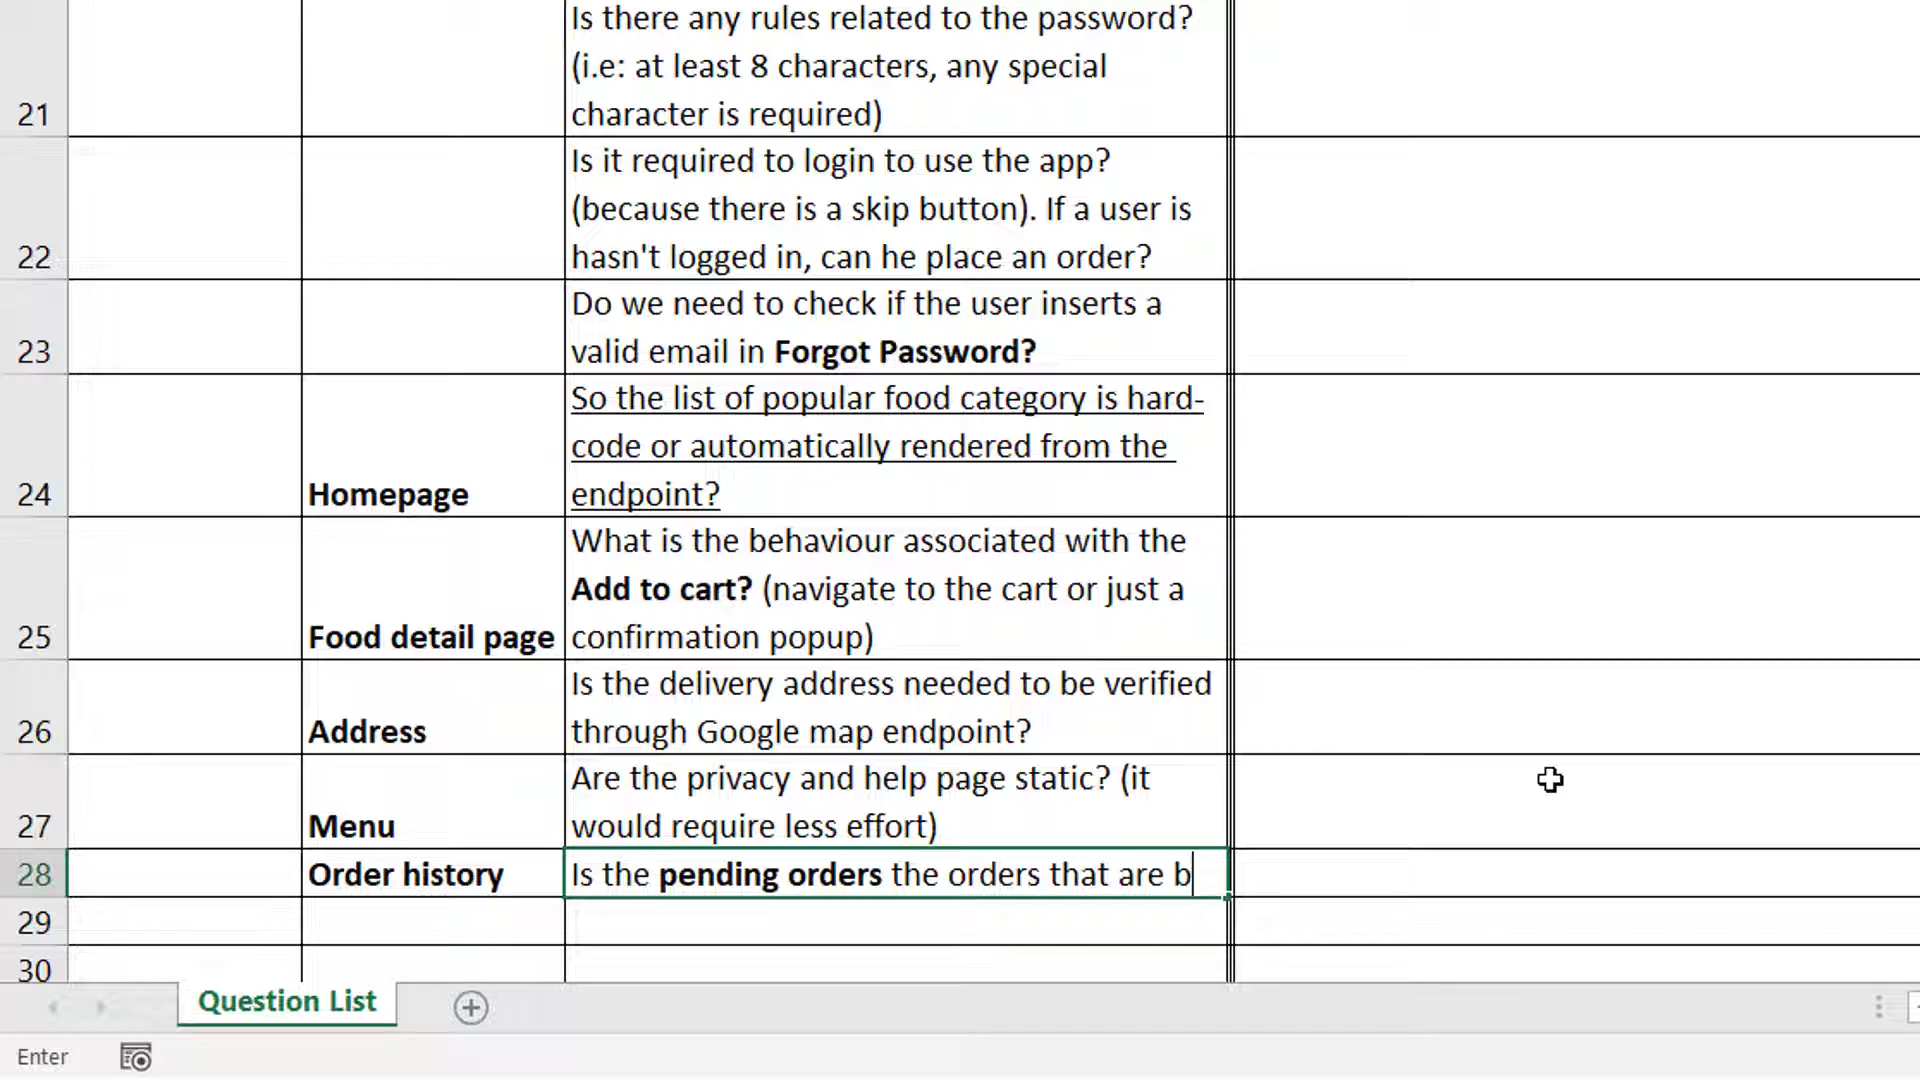 Is there any rules related to the password?
(i.e: at least 8 characters, any special
21 character is required)
Is it required to login to use the app?
(because there is a skip button). If a user is
22 hasn't logged in, can he place an order?
Do we need to check if the user inserts a
23 valid email in Forgot Password?
So the list of popular food category is hard-
code or automatically rendered from the
24 Homepage endpoint?
What is the behaviour associated with the
Add to cart? (navigate to the cart or just a
25 Food detail page confirmation popup)
Is the delivery address needed to be verified
26 Address through Google map endpoint?
Are the privacy and help page static? (it
27 Menu would require less effort)
28 Order history Is the pending orders the orders that are b
29
30
Question List
Enter